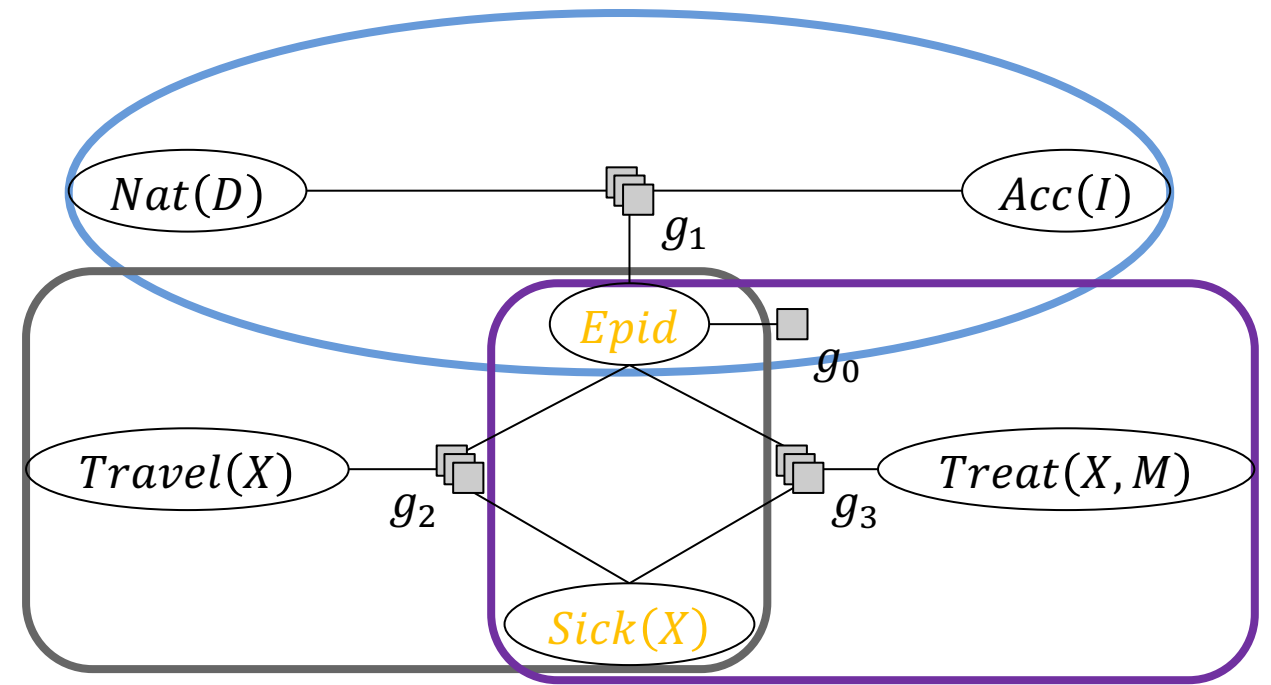 Nat(D)
Acc(I)
g₁
Epid
g₀
Travel(X)
Treat(X, M)
g₂
g₃
Sick(X)